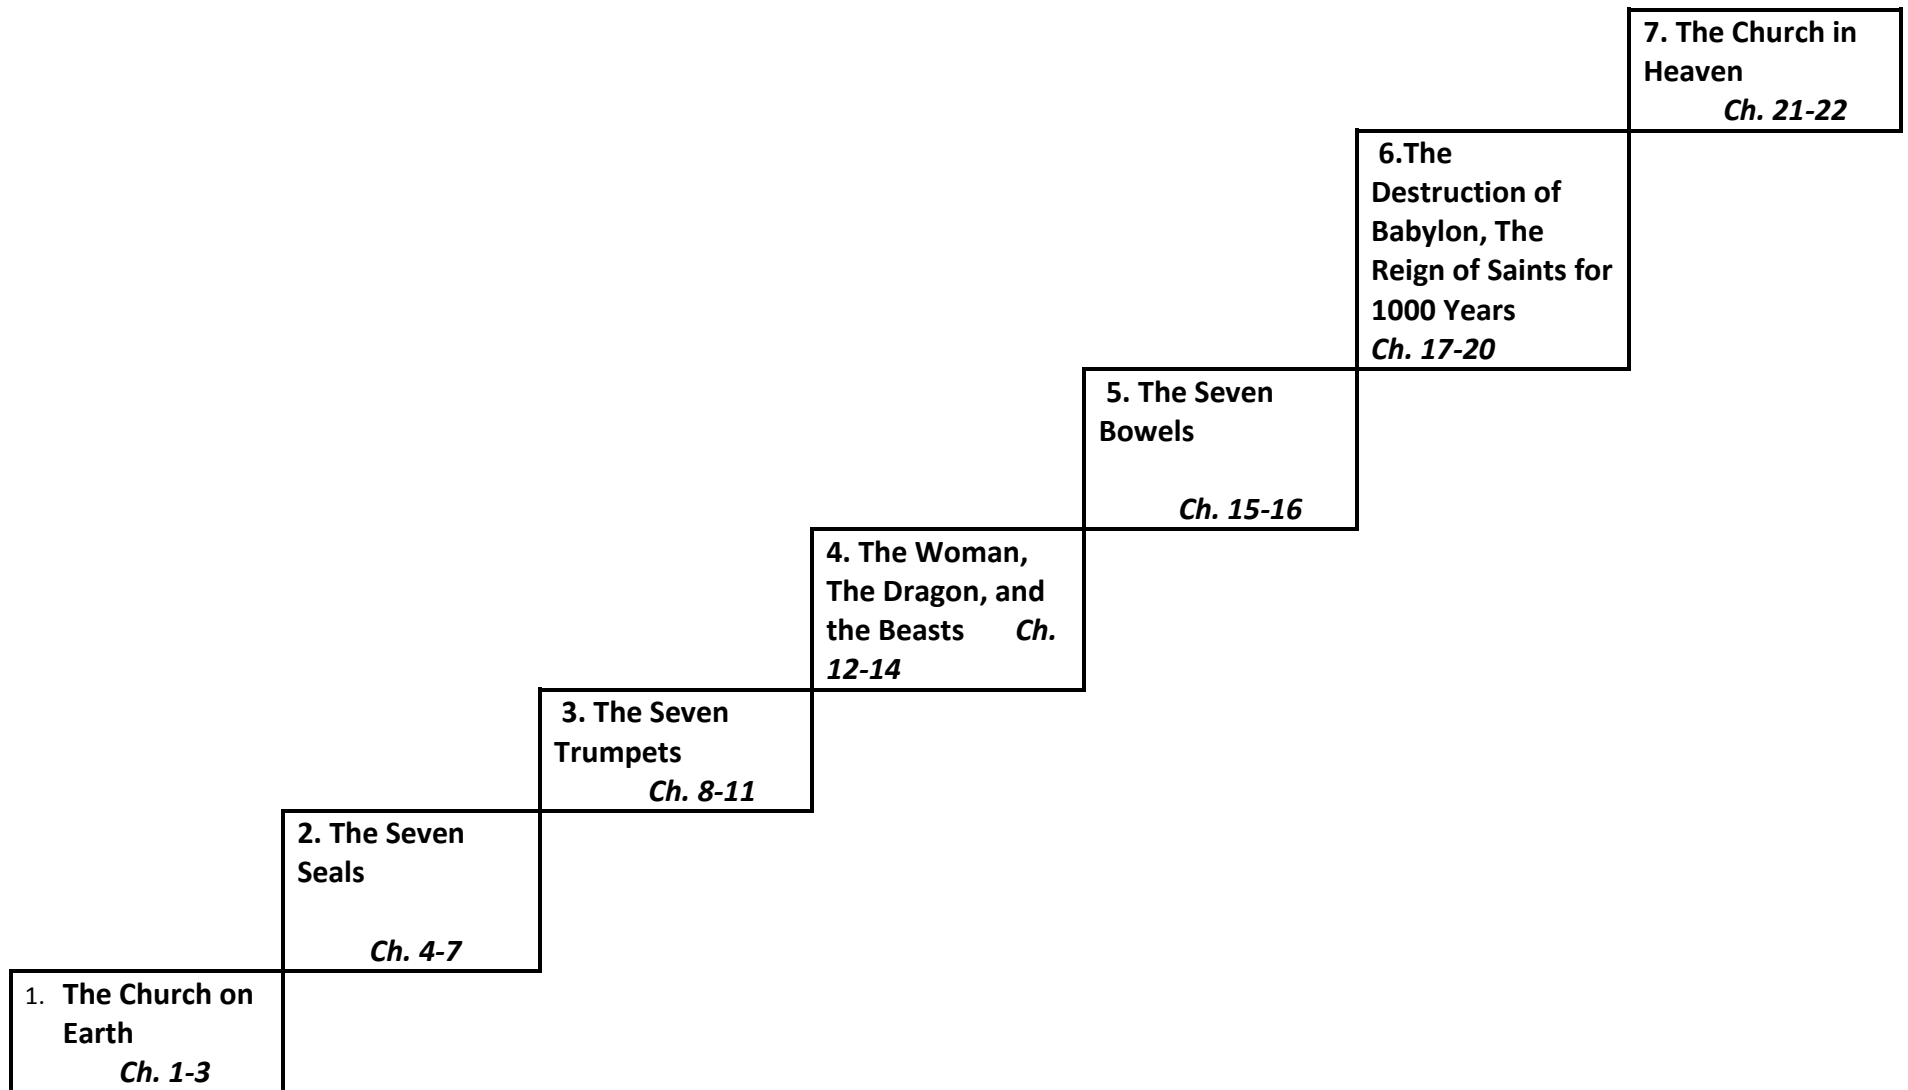 7. The Church in
Heaven
Ch. 21-22
6.The
Destruction of
Babylon, The
Reign of Saints for
1000 Years
Ch. 17-20
5. The Seven
Bowels
Ch. 15-16
4. The Woman,
The Dragon, and
the Beasts Ch.
12-14
3. The Seven
Trumpets
Ch. 8-11
2. The Seven
Seals
Ch. 4-7
1. The Church on
Earth
Ch. 1-3